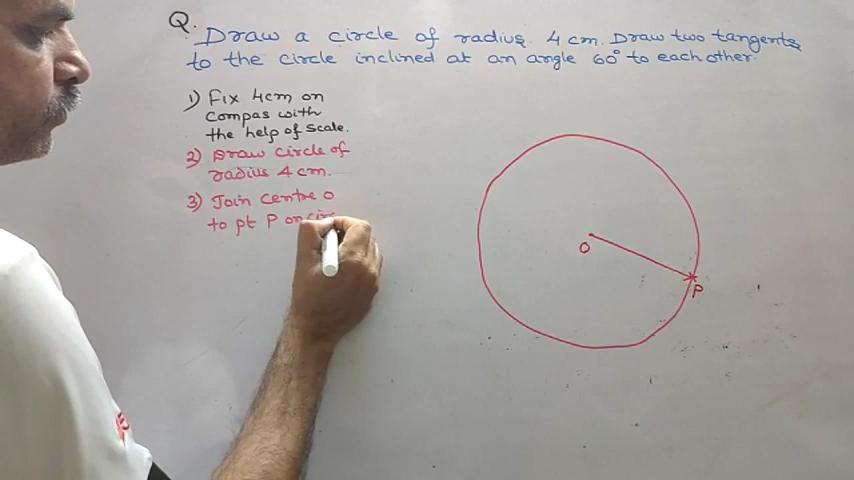 Q. Draw a circle of radius 4 cm. Draw two tangents
to the circle inclined at an angle 60° to each other.
1) Fix 4cm on
compas with
the help of scale.
2) Draw circle of
radius 4 cm.
3) Join centre O
to pt P on
O
P